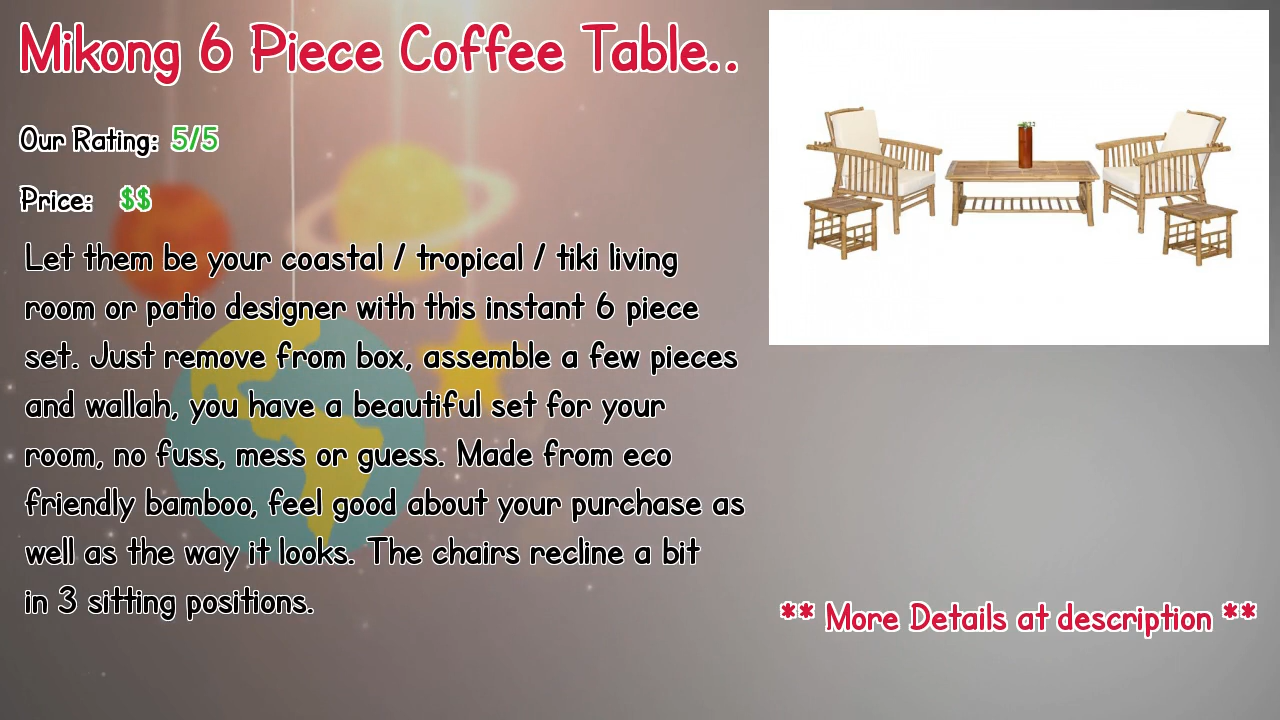 Mikong 6 Piece Coffee Table..
Our Rating: 5/5
Price: $$
Let them be your coastal / tropical / tiki living
room or patio designer with this instant 6 piece
set. Just remove from box, assemble a few pieces
and wallah, you have a beautiful set for your
room, no fuss, mess or guess. Made from eco
friendly bamboo, feel good about your purchase as
well as the way it looks. The chairs recline a bit
in 3 sitting positions.
** More Details at description **